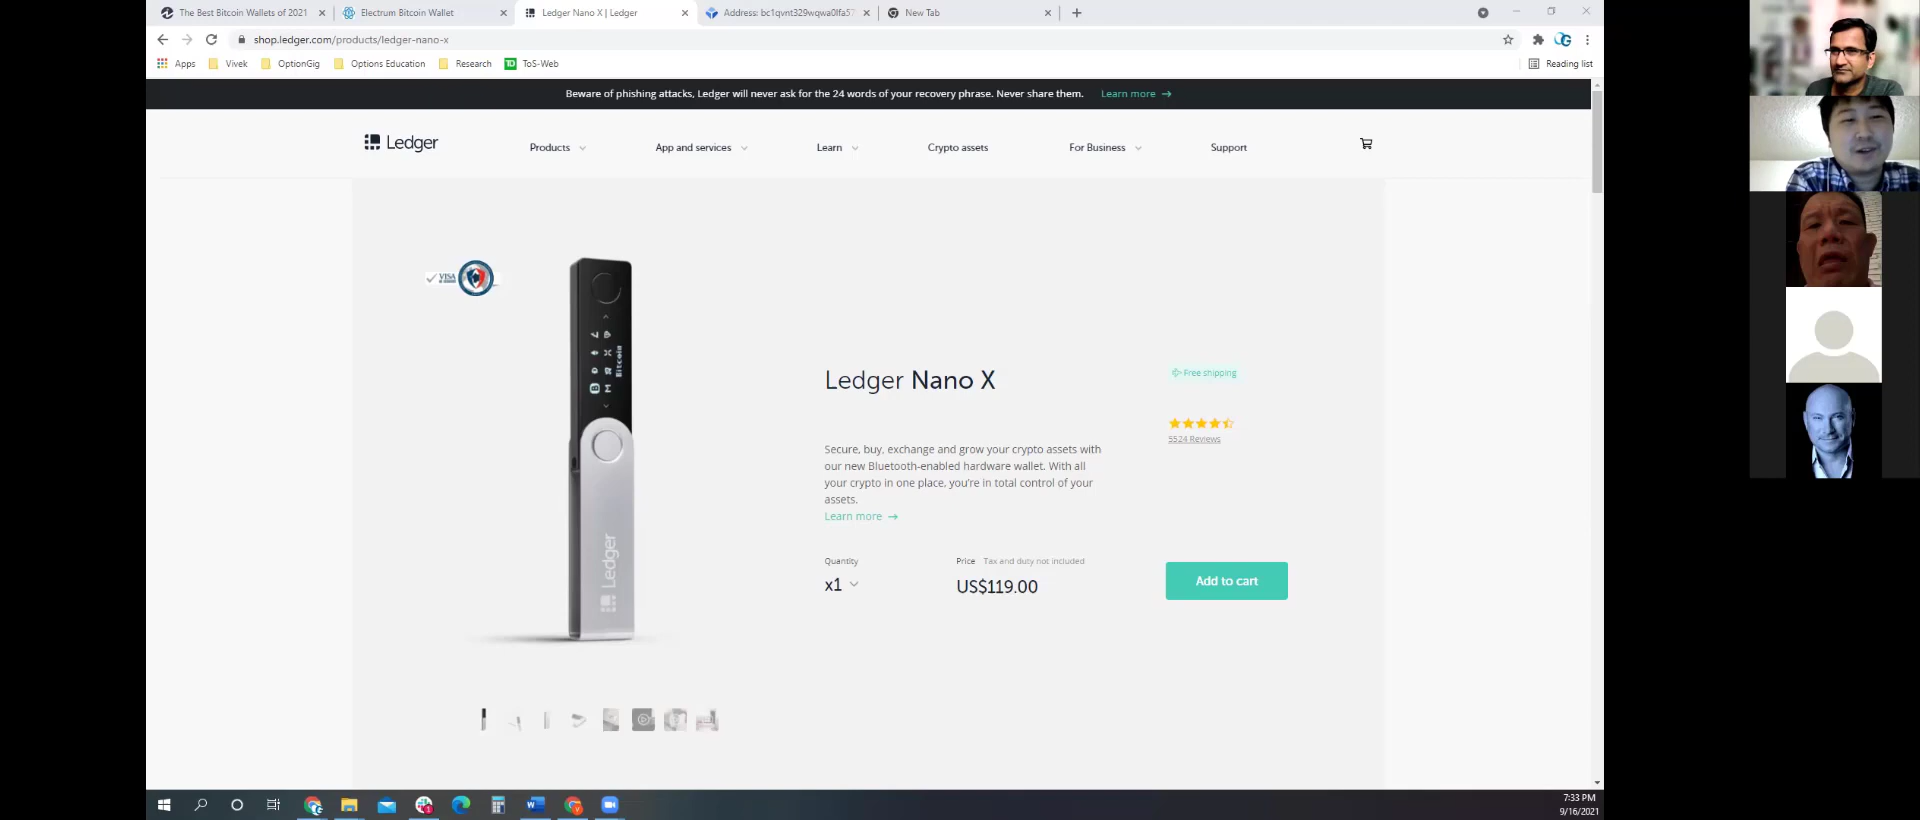 The Best Bitcoin Wallets of 2021
Electrum Bitcoin Wallet
Ledger Nano X | Ledger
Address: bc1qvnt329wqwa0lfa57
New Tab
shop.ledger.com/products/ledger-nano-x
Apps
Vivek
OptionGig
Options Education
Research
ToS-Web
Reading list
Beware of phishing attacks, Ledger will never ask for the 24 words of your recovery phrase. Never share them.
Learn more →
Ledger
Products
App and services
Learn
Crypto assets
For Business
Support
VISA
Bitcoin
Ledger
Ledger Nano X
Free shipping
5524 Reviews
Secure, buy, exchange and grow your crypto assets with
our new Bluetooth-enabled hardware wallet. With all
your crypto in one place, you're in total control of your
assets.
Learn more →
Quantity
x1
Price Tax and duty not included
US$119.00
Add to cart
7:33 PM
9/16/2021